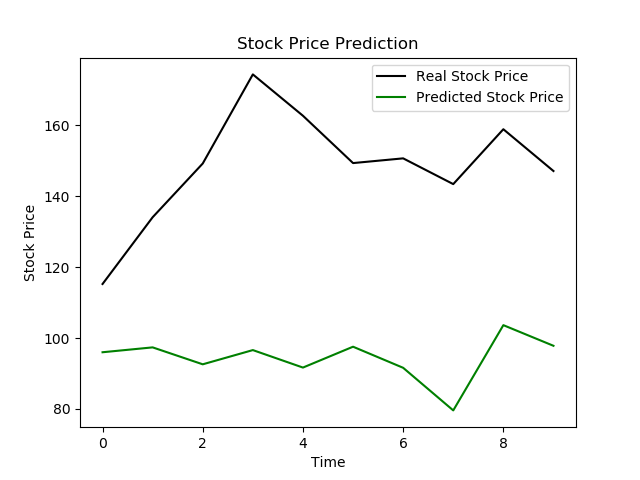 Stock Price Prediction
Real Stock Price
Predicted Stock Price
Stock Price
160
140
120
100
80
0 2 4 6 8
Time